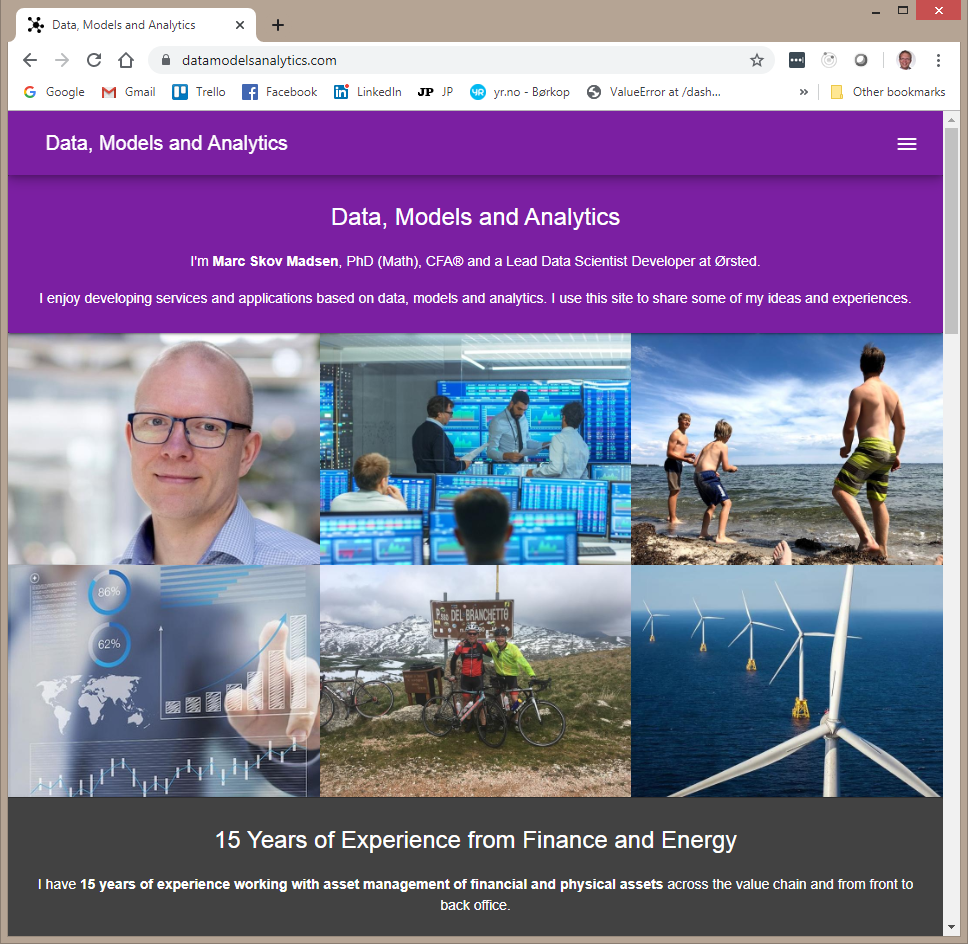 Data, Models and Analytics
datamodelsanalytics.com
Google Gmail Trello Facebook LinkedIn JP JP yr.no - Børkop ValueError at /dash... » Other bookmarks
Data, Models and Analytics
Data, Models and Analytics
I'm Marc Skov Madsen, PhD (Math), CFA® and a Lead Data Scientist Developer at Ørsted.
I enjoy developing services and applications based on data, models and analytics. I use this site to share some of my ideas and experiences.
86%
62%
DEL BRANCHETTO
15 Years of Experience from Finance and Energy
I have 15 years of experience working with asset management of financial and physical assets across the value chain and from front to
back office.